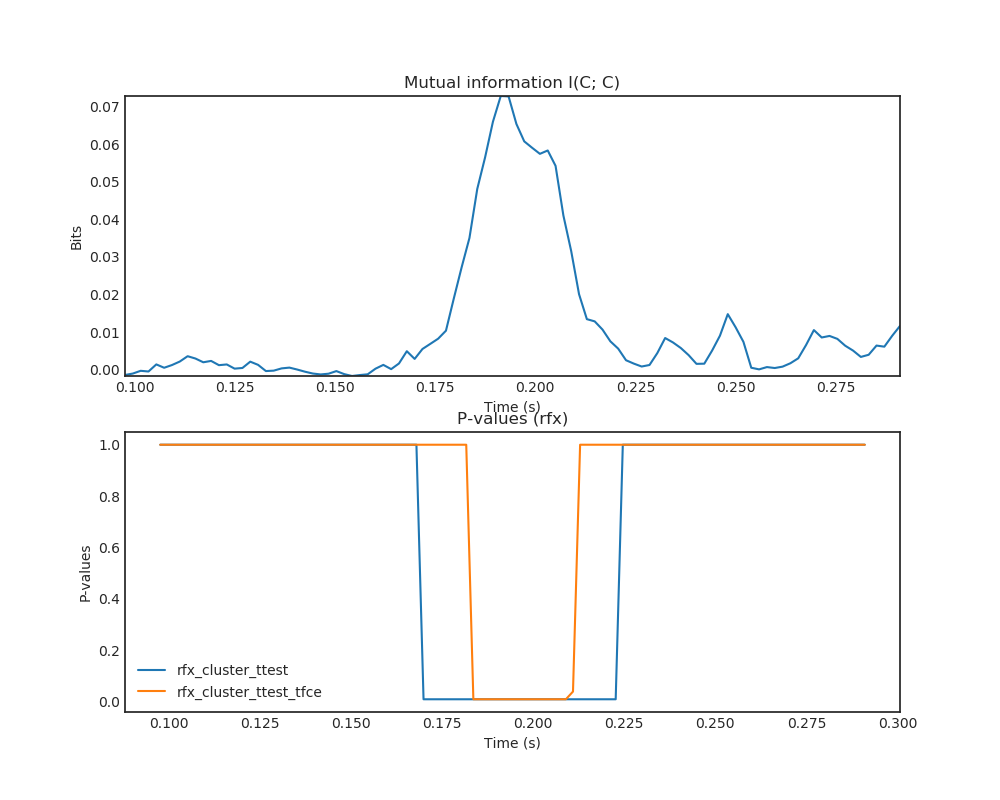 Mutual information I(C; C)
0.07
0.06
0.05
0.04
0.03
0.02
0.01
0.00
Bits
0.100 0.125 0.150 0.175 0.200 0.225 0.250 0.275
Time (s)
P-values (rfx)
1.0
0.8
0.6
0.4
0.2
0.0
P-values
rfx_cluster_ttest
rfx_cluster_ttest_tfce
0.100 0.125 0.150 0.175 0.200 0.225 0.250 0.275 0.300
Time (s)